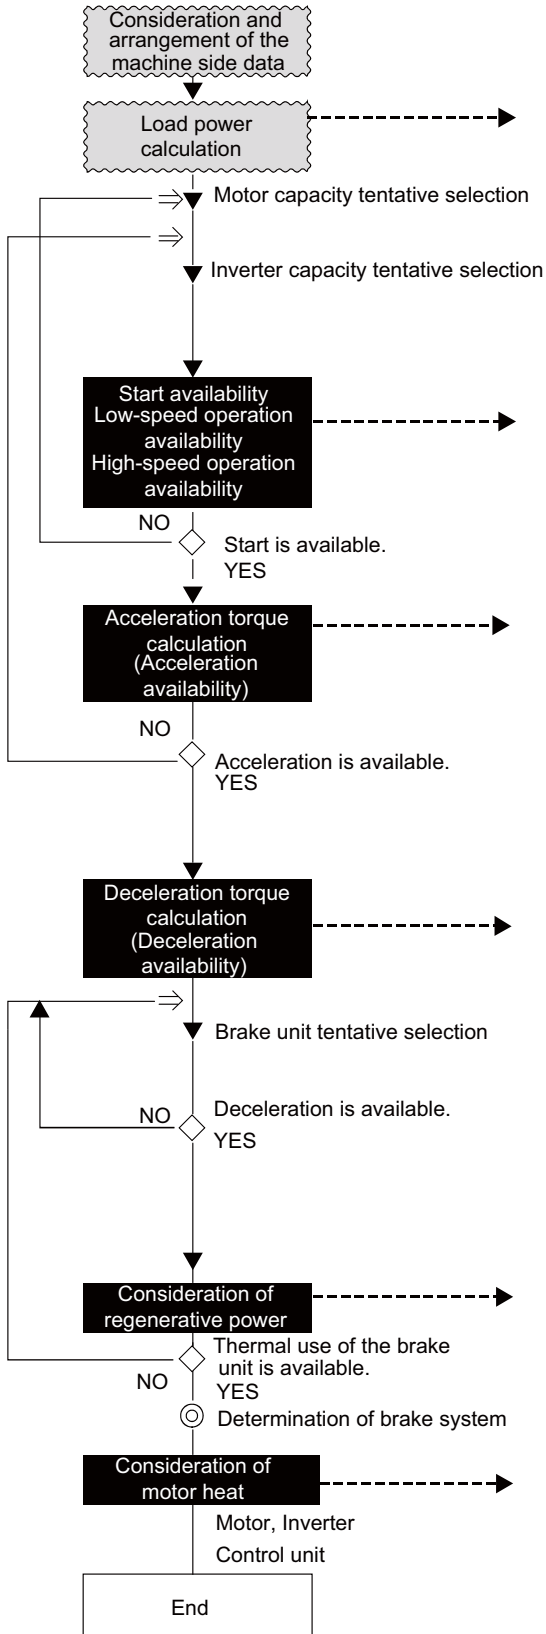 Consideration and
arrangement of the
machine side data
Load power
calculation
Motor capacity tentative selection
Inverter capacity tentative selection
Start availability
Low-speed operation
availability
High-speed operation
availability
NO
Start is available.
YES
Acceleration torque
calculation
(Acceleration
availability)
NO
Acceleration is available.
YES
Deceleration torque
calculation
(Deceleration
availability)
Brake unit tentative selection
NO
Deceleration is available.
YES
Consideration of
regenerative power
Thermal use of the brake
unit is available.
NO
YES
Determination of brake system
Consideration of
motor heat
Motor, Inverter
Control unit
End